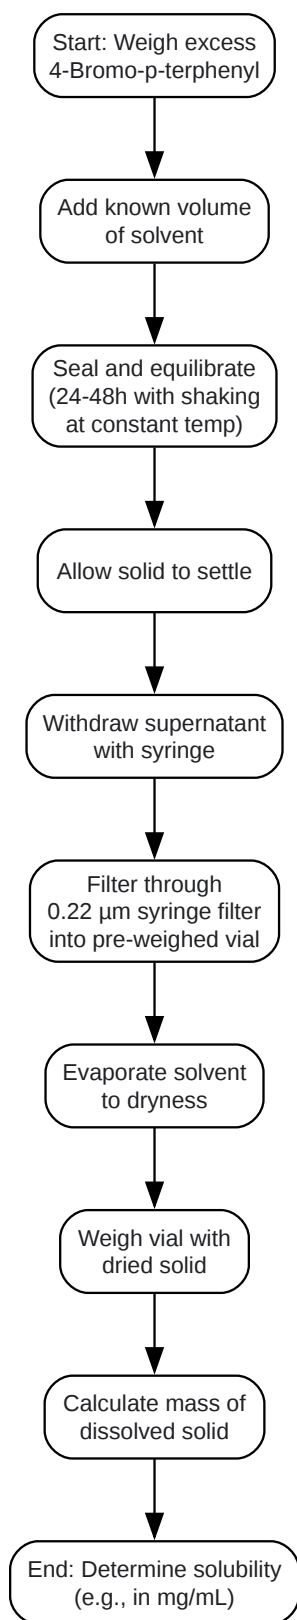 Start: Weigh excess
4-Bromo-p-terphenyl
Add known volume
of solvent
Seal and equilibrate
(24-48h with shaking
at constant temp)
Allow solid to settle
Withdraw supernatant
with syringe
Filter through
0.22 µm syringe filter
into pre-weighed vial
Evaporate solvent
to dryness
Weigh vial with
dried solid
Calculate mass of
dissolved solid
End: Determine solubility
(e.g., in mg/mL)